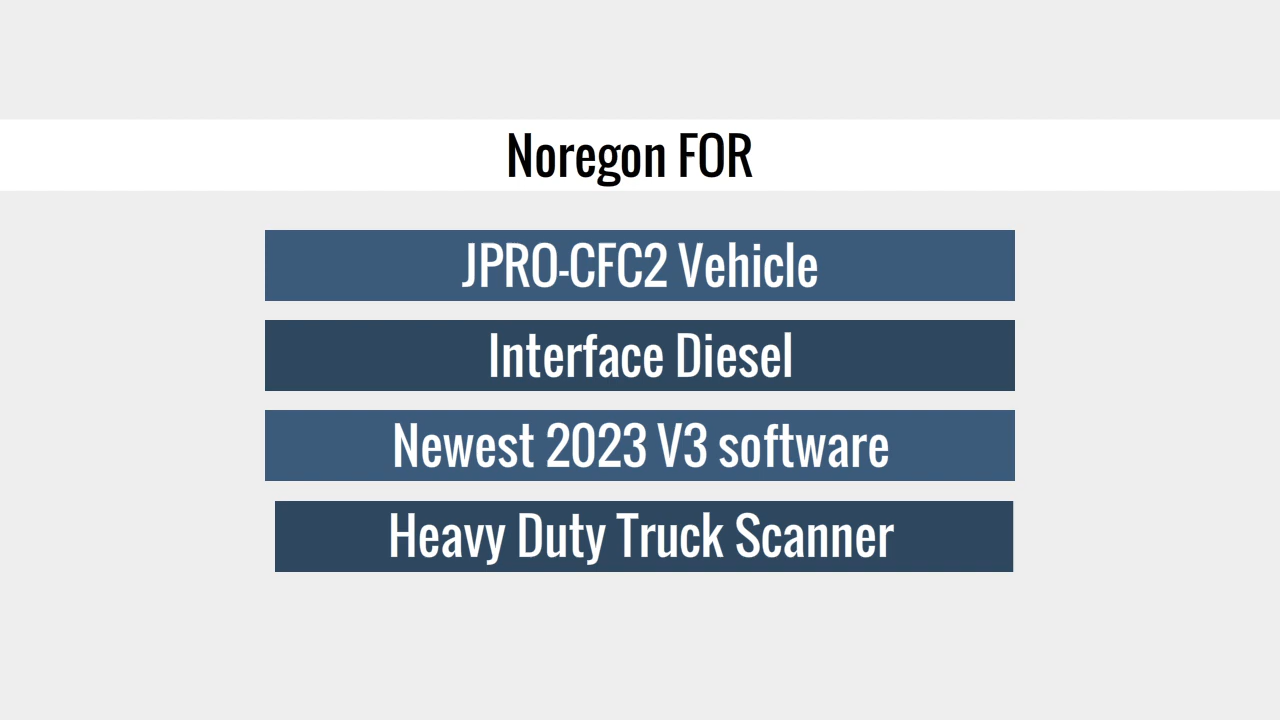 Noregon FOR
JPRO-CFC2 Vehicle
Interface Diesel
Newest 2023 V3 software
Heavy Duty Truck Scanner